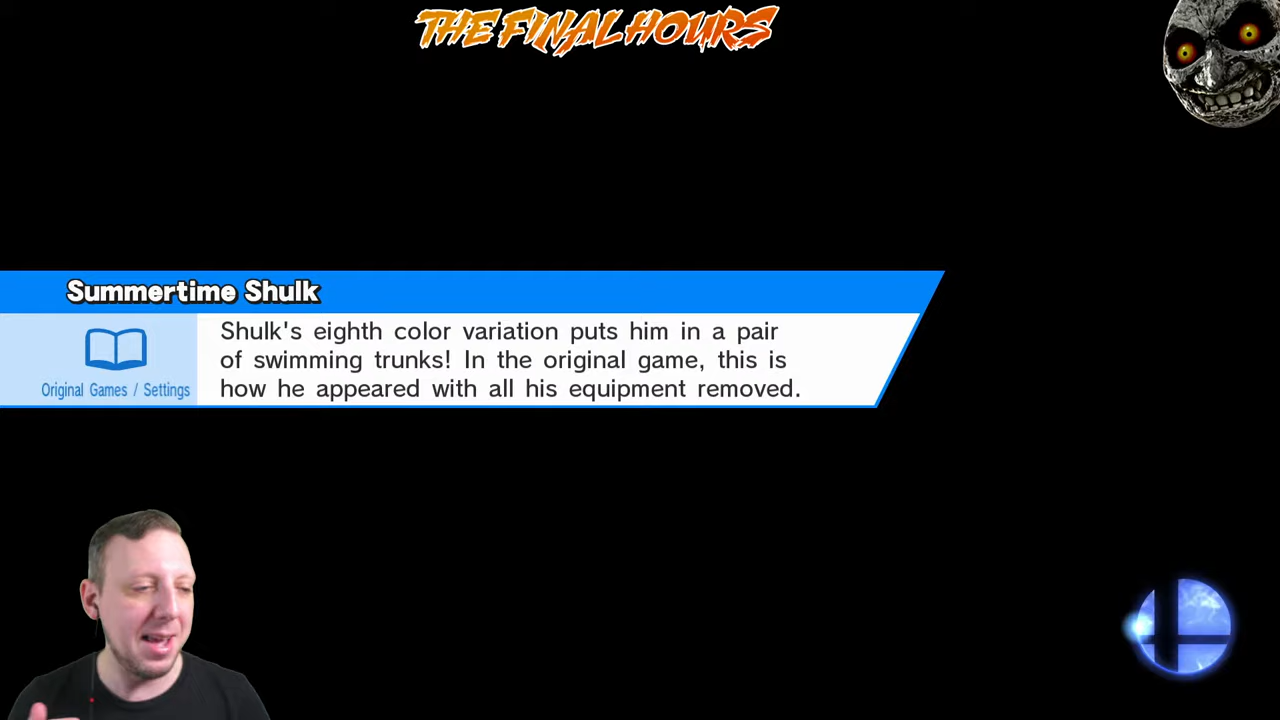 THE FINAL HOURS
Summertime Shulk
Shulk's eighth color variation puts him in a pair
of swimming trunks! In the original game, this is
how he appeared with all his equipment removed.
Original Games / Settings